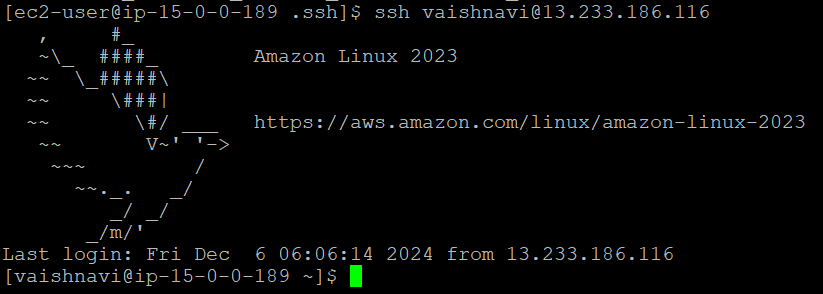 [ec2-user@ip-15-0-0-189 .ssh]$ ssh vaishnavi@13.233.186.116
   ,     #_
   ~\_  ####_        Amazon Linux 2023
  ~~  \_#####\
  ~~     \###|
  ~~       \#/ ___   https://aws.amazon.com/linux/amazon-linux-2023
   ~~       V~' '->
    ~~~         /
      ~~._.   _/
         _/ _/
       _/m/'
Last login: Fri Dec  6 06:06:14 2024 from 13.233.186.116
[vaishnavi@ip-15-0-0-189 ~]$